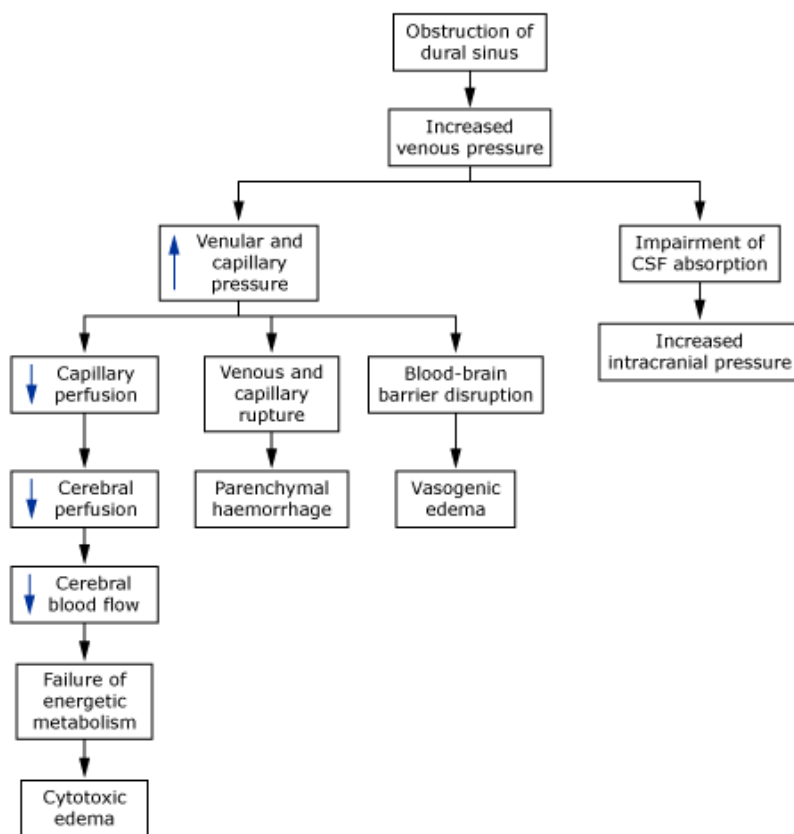 Obstruction of
dural sinus
Increased
venous pressure
Venular and
capillary
pressure
Impairment of
CSF absorption
Increased
intracranial pressure
Capillary
perfusion
Venous and
capillary
rupture
Blood-brain
barrier disruption
Cerebral
perfusion
Parenchymal
haemorrhage
Vasogenic
edema
Cerebral
blood flow
Failure of
energetic
metabolism
Cytotoxic
edema